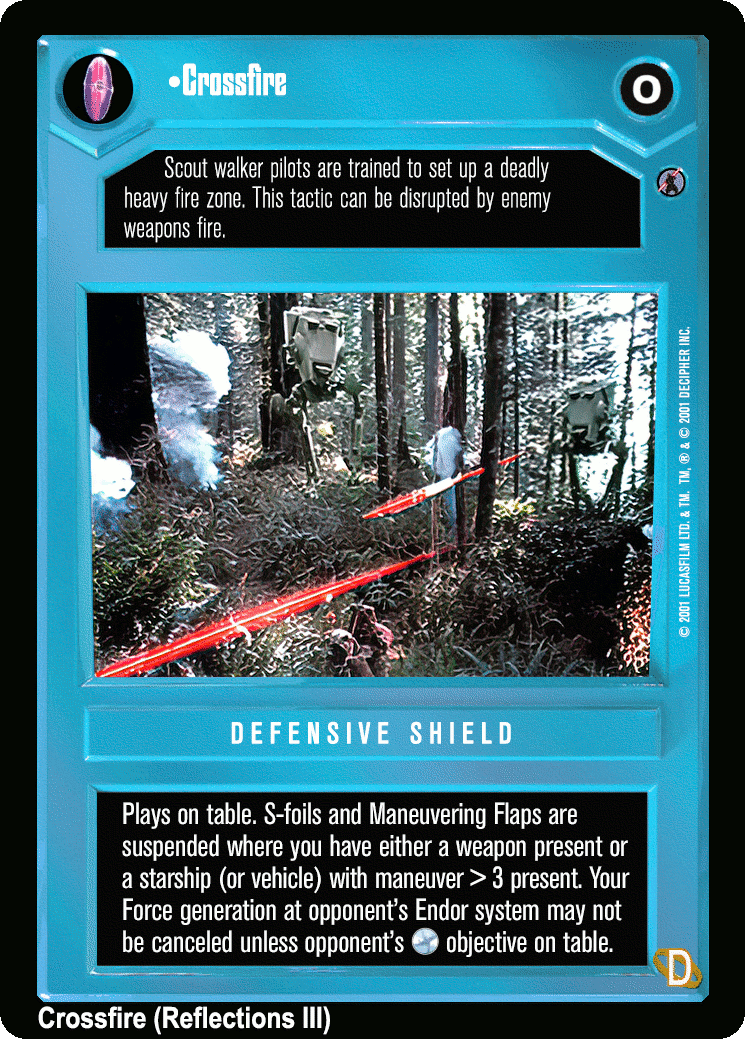 •Crossfire
O
Scout walker pilots are trained to set up a deadly
heavy fire zone. This tactic can be disrupted by enemy
weapons fire.
© 2001 LUCASFILM LTD. & TM. TM, ® & © 2001 DECIPHER INC.
DEFENSIVE SHIELD
Plays on table. S-foils and Maneuvering Flaps are
suspended where you have either a weapon present or
a starship (or vehicle) with maneuver > 3 present. Your
Force generation at opponent's Endor system may not
be canceled unless opponent's objective on table.
D
Crossfire (Reflections III)